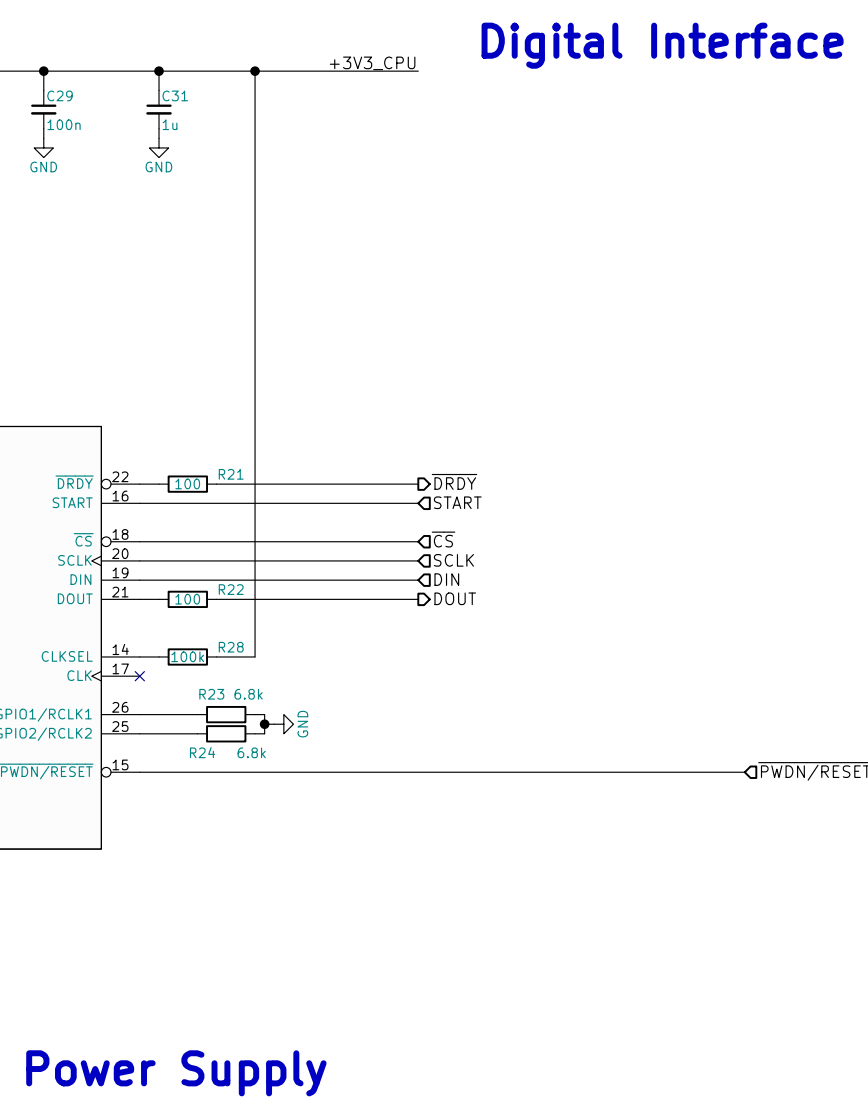 Digital Interface
+3V3_CPU
C29
C31
100n
1u
GND
GND
DRDY 22 100 R21 DRDY
START 16 START
CS 18 CS
SCLK 20 SCLK
DIN 19 DIN
DOUT 21 100 R22 DOUT
CLKSEL 14 100k R28
CLK 17
R23 6.8k
GPIO1/RCLK1 26
GND
GPIO2/RCLK2 25
R24 6.8k
PWDN/RESET 15 PWDN/RESET
Power Supply